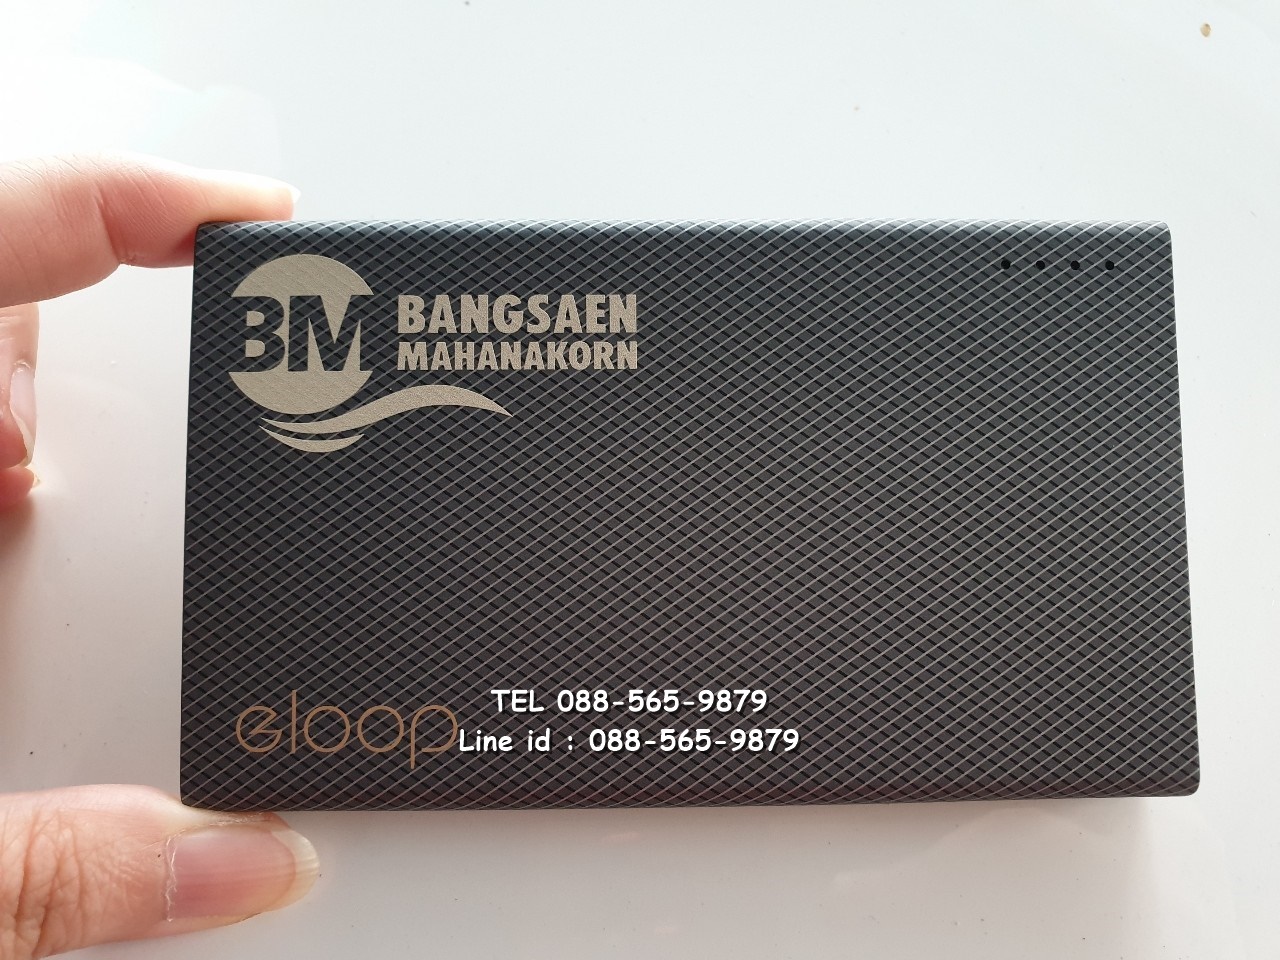 BM
BANGSAEN
MAHANAKORN
eloop
TEL 088-565-9879
Line id : 088-565-9879